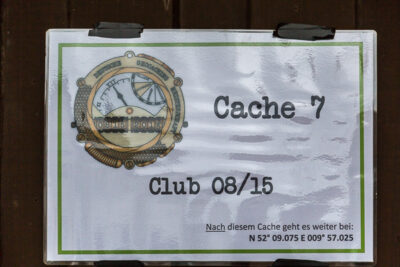 Cache 7
Club 08/15
Nach diesem Cache geht es weiter bei:
N 52° 09.075 E 009° 57.025